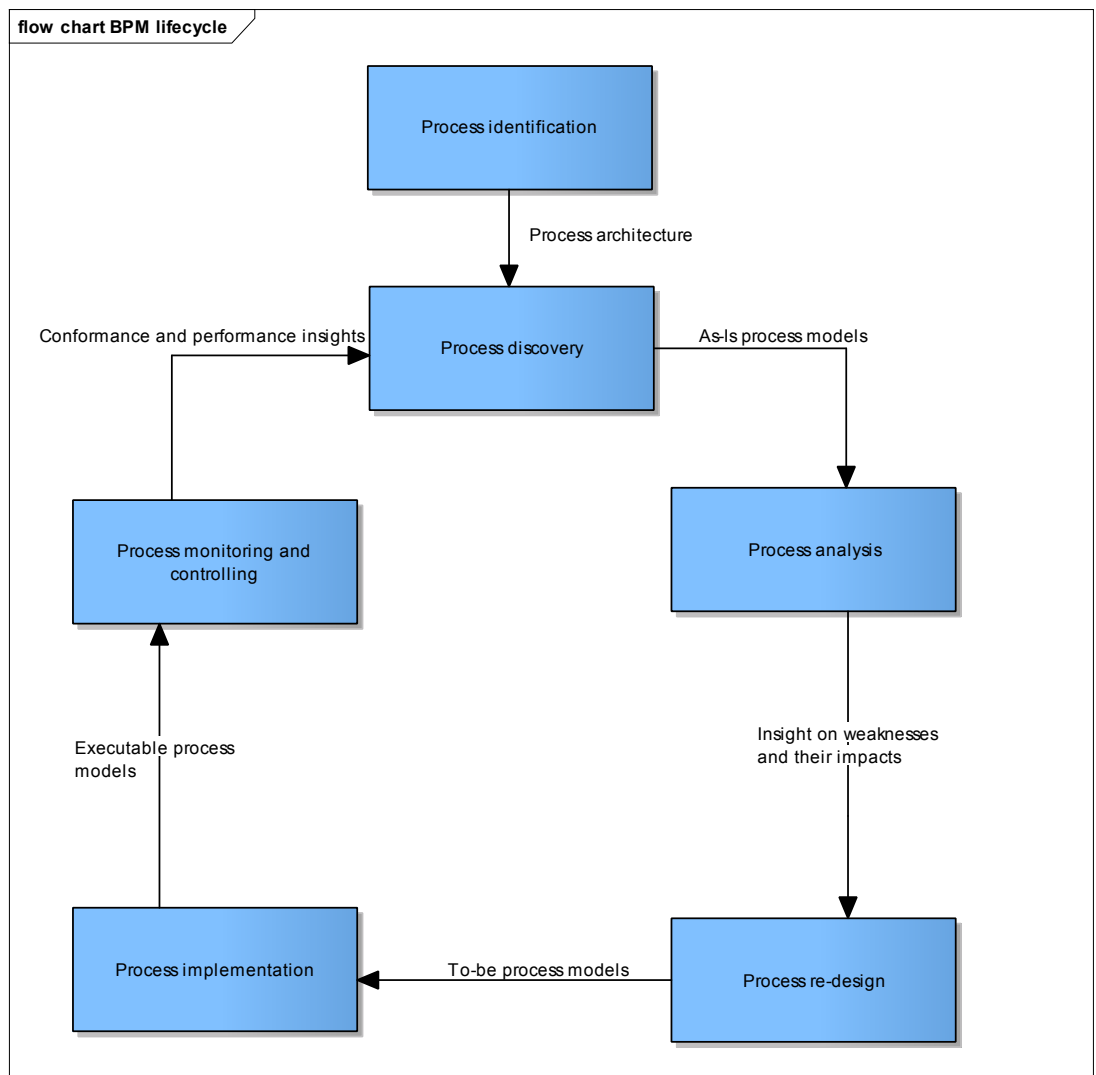 flow chart BPM lifecycle
Process identification
Process architecture
Conformance and performance insights
Process discovery
As-Is process models
Process monitoring and
controlling
Process analysis
Executable process
models
Insight on weaknesses
and their impacts
Process implementation
To-be process models
Process re-design